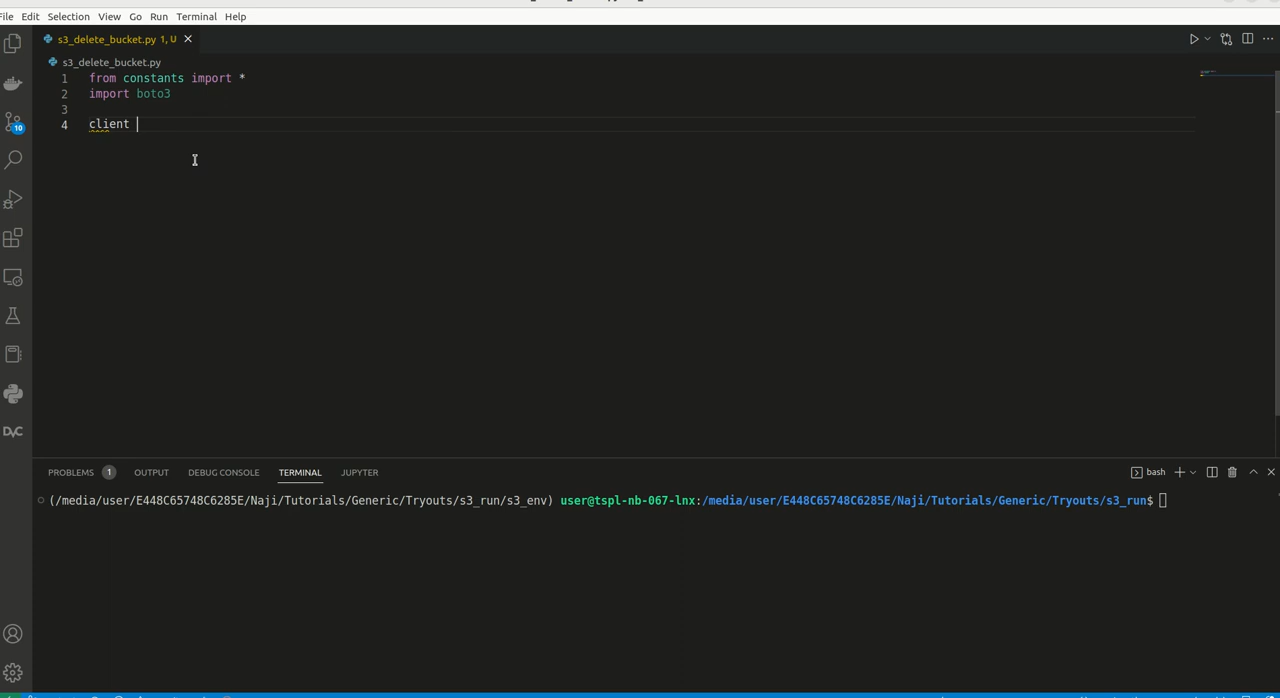 File Edit Selection View Go Run Terminal Help
s3_delete_bucket.py 1, U
s3_delete_bucket.py
1 from constants import *
2 import boto3
3
4 client
10
DVC
PROBLEMS 1 OUTPUT DEBUG CONSOLE TERMINAL JUPYTER bash
(/media/user/E448C65748C6285E/Naji/Tutorials/Generic/Tryouts/s3_run/s3_env) user@tspl-nb-067-lnx:/media/user/E448C65748C6285E/Naji/Tutorials/Generic/Tryouts/s3_run$